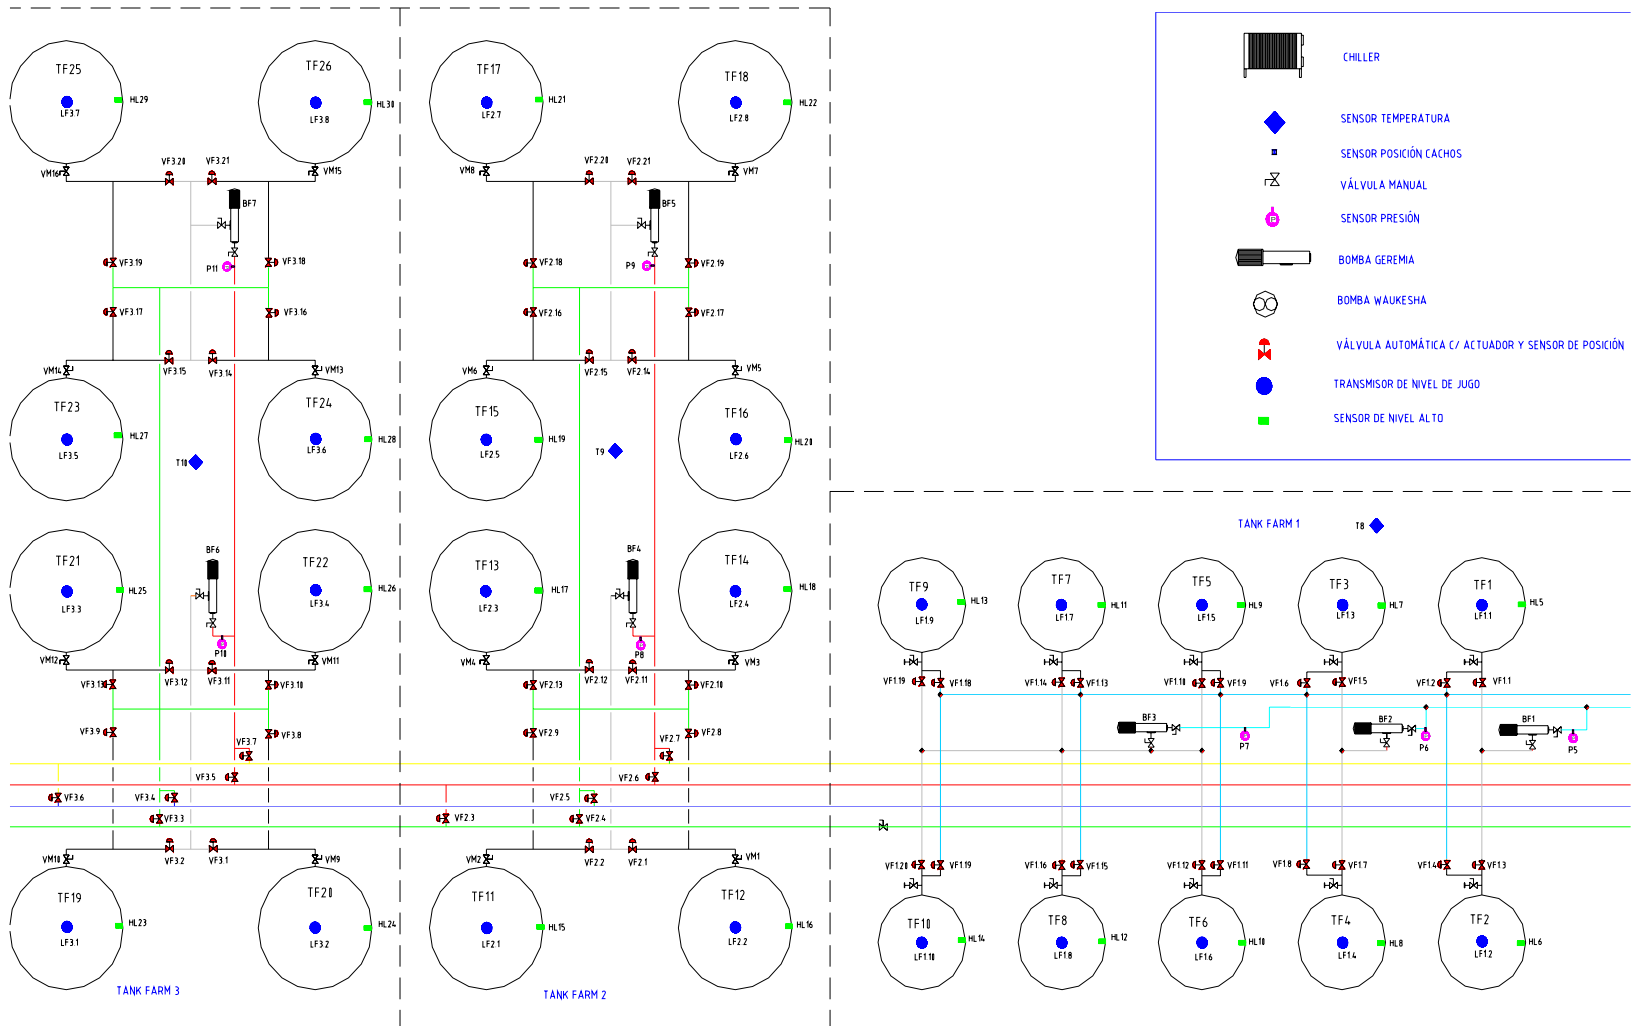 TF25
HL29
LF3.7
TF26
HL30
LF3.8
TF17
HL21
LF2.7
TF18
HL22
LF2.8
VM16
VF3.20
VF3.21
VM15
BF7
VM8
VF2.20
VF2.21
VM7
BF5
VF3.19
P11
VF3.18
VF2.18
P9
VF2.19
VF3.17
VF3.16
VF2.16
VF2.17
VM14
VF3.15
VF3.14
VM13
VM6
VF2.15
VF2.14
VM5
TF23
HL27
LF3.5
TF24
HL28
LF3.6
TF15
HL19
LF2.5
TF16
HL20
LF2.6
T10
T9
TF21
HL25
LF3.3
BF6
TF22
HL26
LF3.4
TF13
HL17
LF2.3
BF4
TF14
HL18
LF2.4
P10
P8
VM12
VF3.12
VF3.11
VM11
VM4
VF2.12
VF2.11
VM3
VF3.13
VF3.10
VF2.13
VF2.10
VF3.9
VF3.7
VF3.8
VF2.9
VF2.7
VF2.8
VF3.5
VF2.6
VF3.6
VF3.4
VF2.5
VF3.3
VF2.3
VF2.4
VM10
VF3.2
VF3.1
VM9
VM2
VF2.2
VF2.1
VM1
TF19
HL23
LF3.1
TF20
HL24
LF3.2
TF11
HL15
LF2.1
TF12
HL16
LF2.2
TANK FARM 3
TANK FARM 2
CHILLER
SENSOR TEMPERATURA
SENSOR POSICIÓN CACHOS
VÁLVULA MANUAL
SENSOR PRESIÓN
BOMBA GEREMIA
BOMBA WAUKESHA
VÁLVULA AUTOMÁTICA C/ ACTUADOR Y SENSOR DE POSICIÓN
TRANSMISOR DE NIVEL DE JUGO
SENSOR DE NIVEL ALTO
TANK FARM 1
T8
TF9
HL13
LF1.9
TF7
HL11
LF1.7
TF5
HL9
LF1.5
TF3
HL7
LF1.3
TF1
HL5
LF1.1
VF1.19
VF1.18
VF1.14
VF1.13
VF1.10
VF1.9
VF1.6
VF1.5
VF1.2
VF1.1
BF3
P7
BF2
P6
BF1
P5
VF1.20
VF1.19
VF1.16
VF1.15
VF1.12
VF1.11
VF1.8
VF1.7
VF1.4
VF1.3
TF10
HL14
LF1.10
TF8
HL12
LF1.8
TF6
HL10
LF1.6
TF4
HL8
LF1.4
TF2
HL6
LF1.2